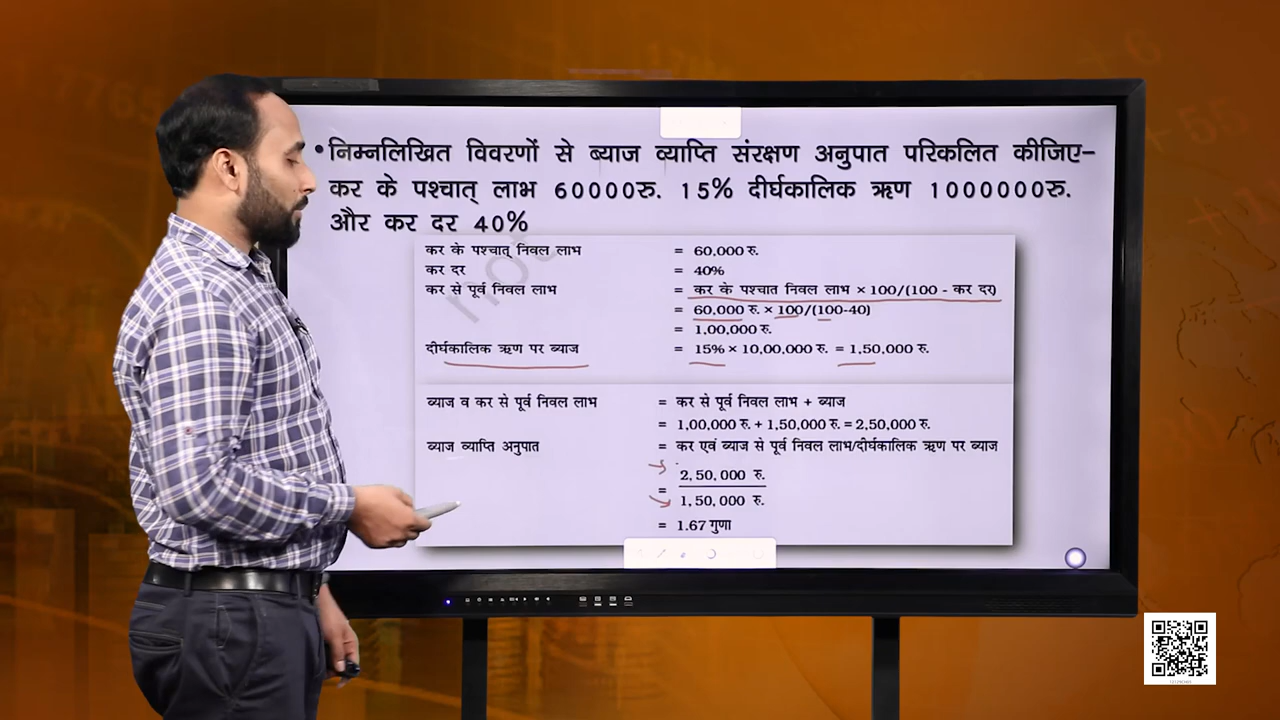 • निम्नलिखित विवरणों से ब्याज व्याप्ति संरक्षण अनुपात परिकलित कीजिए–
कर के पश्चात् लाभ 60000रु. 15% दीर्घकालिक ऋण 1000000रु.
और कर दर 40%
कर के पश्चात् निवल लाभ = 60,000 रु.
कर दर = 40%
कर से पूर्व निवल लाभ = कर के पश्चात निवल लाभ × 100/(100 - कर दर)
= 60,000 रु. × 100/(100-40)
= 1,00,000 रु.
दीर्घकालिक ऋण पर ब्याज = 15% × 10,00,000 रु. = 1,50,000 रु.
ब्याज व कर से पूर्व निवल लाभ = कर से पूर्व निवल लाभ + ब्याज
= 1,00,000 रु. + 1,50,000 रु. = 2,50,000 रु.
ब्याज व्याप्ति अनुपात = कर एवं ब्याज से पूर्व निवल लाभ/दीर्घकालिक ऋण पर ब्याज
= 2,50,000 रु.
1,50,000 रु.
= 1.67 गुणा